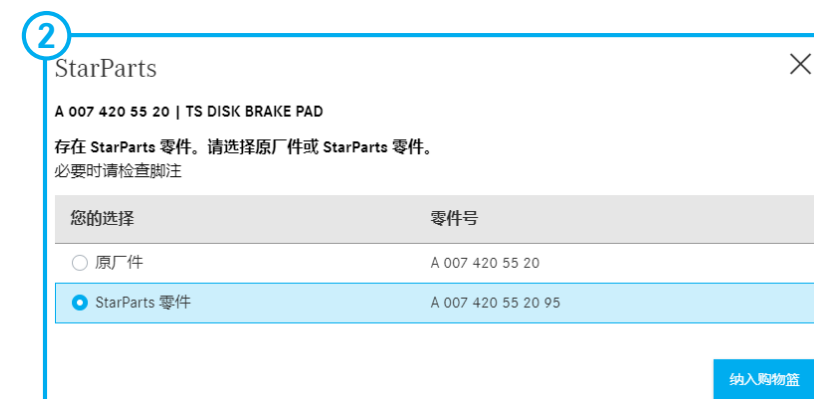 2
StarParts
A 007 420 55 20 | TS DISK BRAKE PAD
存在 StarParts 零件。请选择原厂件或 StarParts 零件。
必要时请检查脚注
您的选择 零件号
原厂件 A 007 420 55 20
StarParts 零件 A 007 420 55 20 95
纳入购物篮